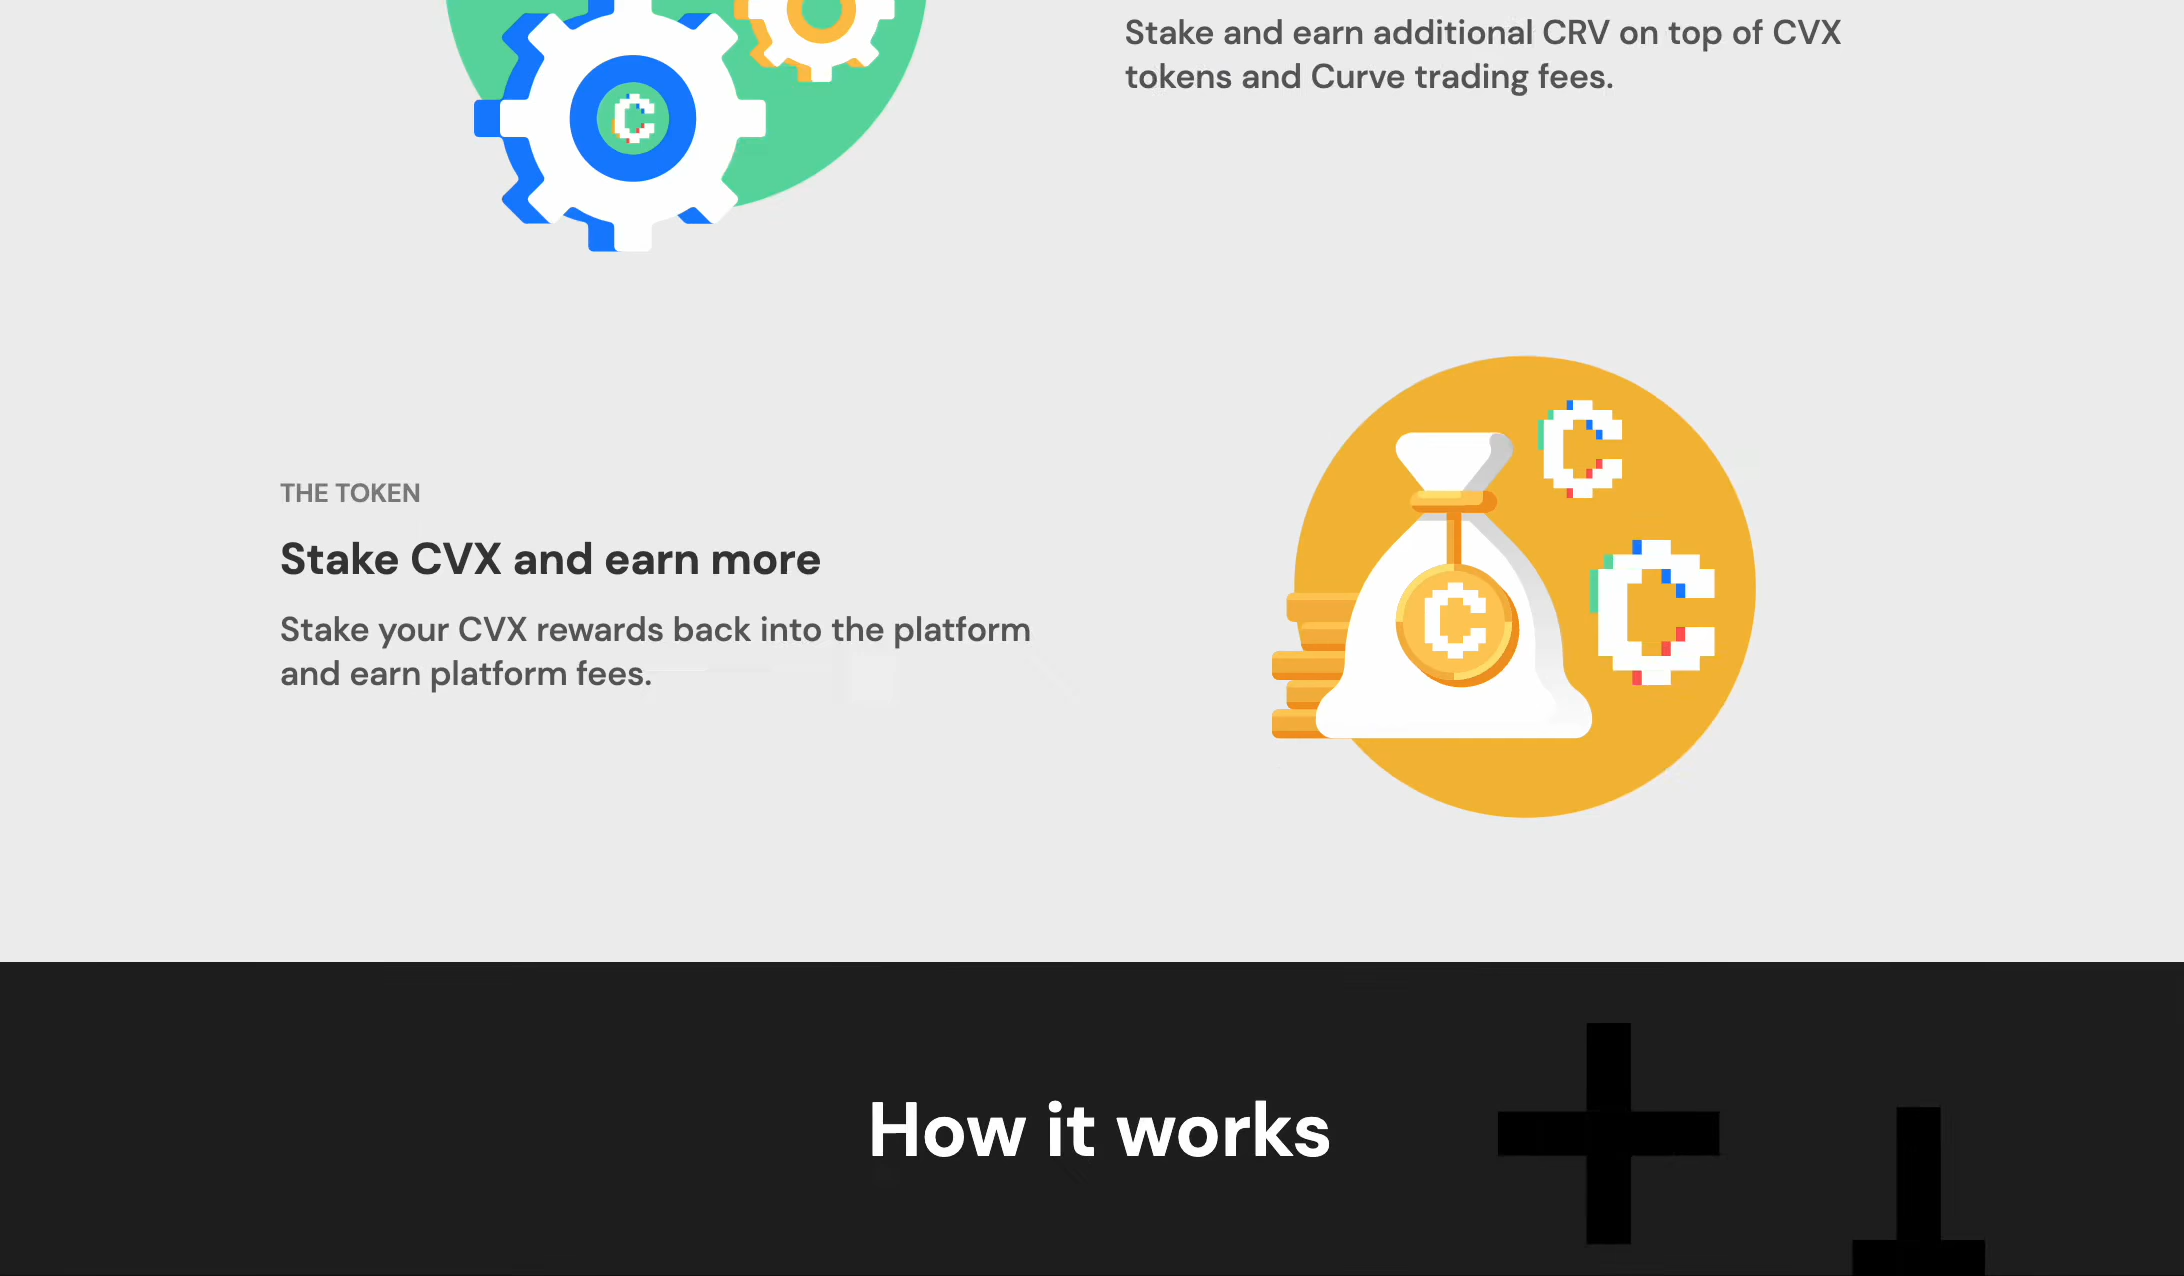 Stake and earn additional CRV on top of CVX
tokens and Curve trading fees.
THE TOKEN
Stake CVX and earn more
Stake your CVX rewards back into the platform
and earn platform fees.
How it works